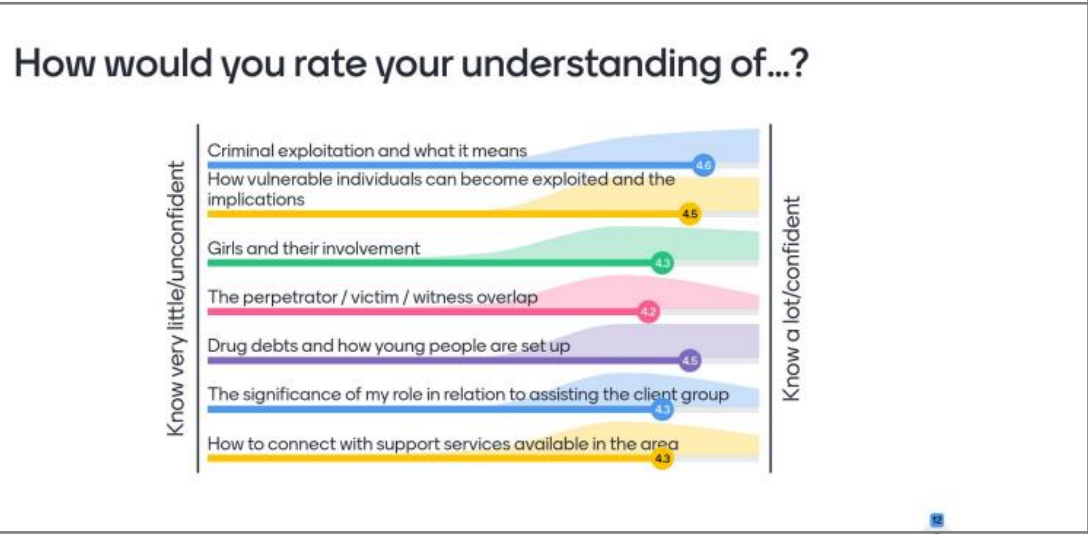 How would you rate your understanding of...?
Know very little/unconfident
Criminal exploitation and what it means
4.6
How vulnerable individuals can become exploited and the
implications
4.5
Girls and their involvement
4.3
The perpetrator / victim / witness overlap
4.2
Drug debts and how young people are set up
4.5
The significance of my role in relation to assisting the client group
4.3
How to connect with support services available in the area
4.3
Know a lot/confident
12